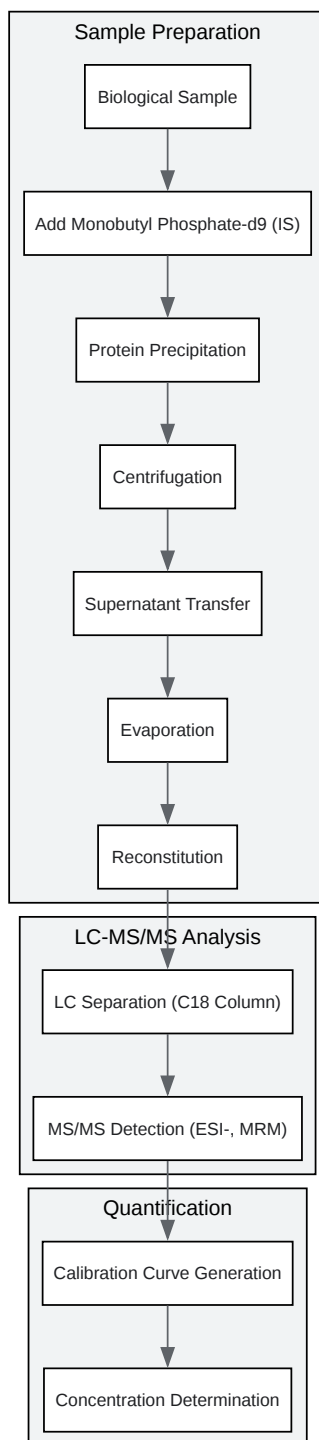 Sample Preparation
Biological Sample
Add Monobutyl Phosphate-d9 (IS)
Protein Precipitation
Centrifugation
Supernatant Transfer
Evaporation
Reconstitution
LC-MS/MS Analysis
LC Separation (C18 Column)
MS/MS Detection (ESI-, MRM)
Quantification
Calibration Curve Generation
Concentration Determination